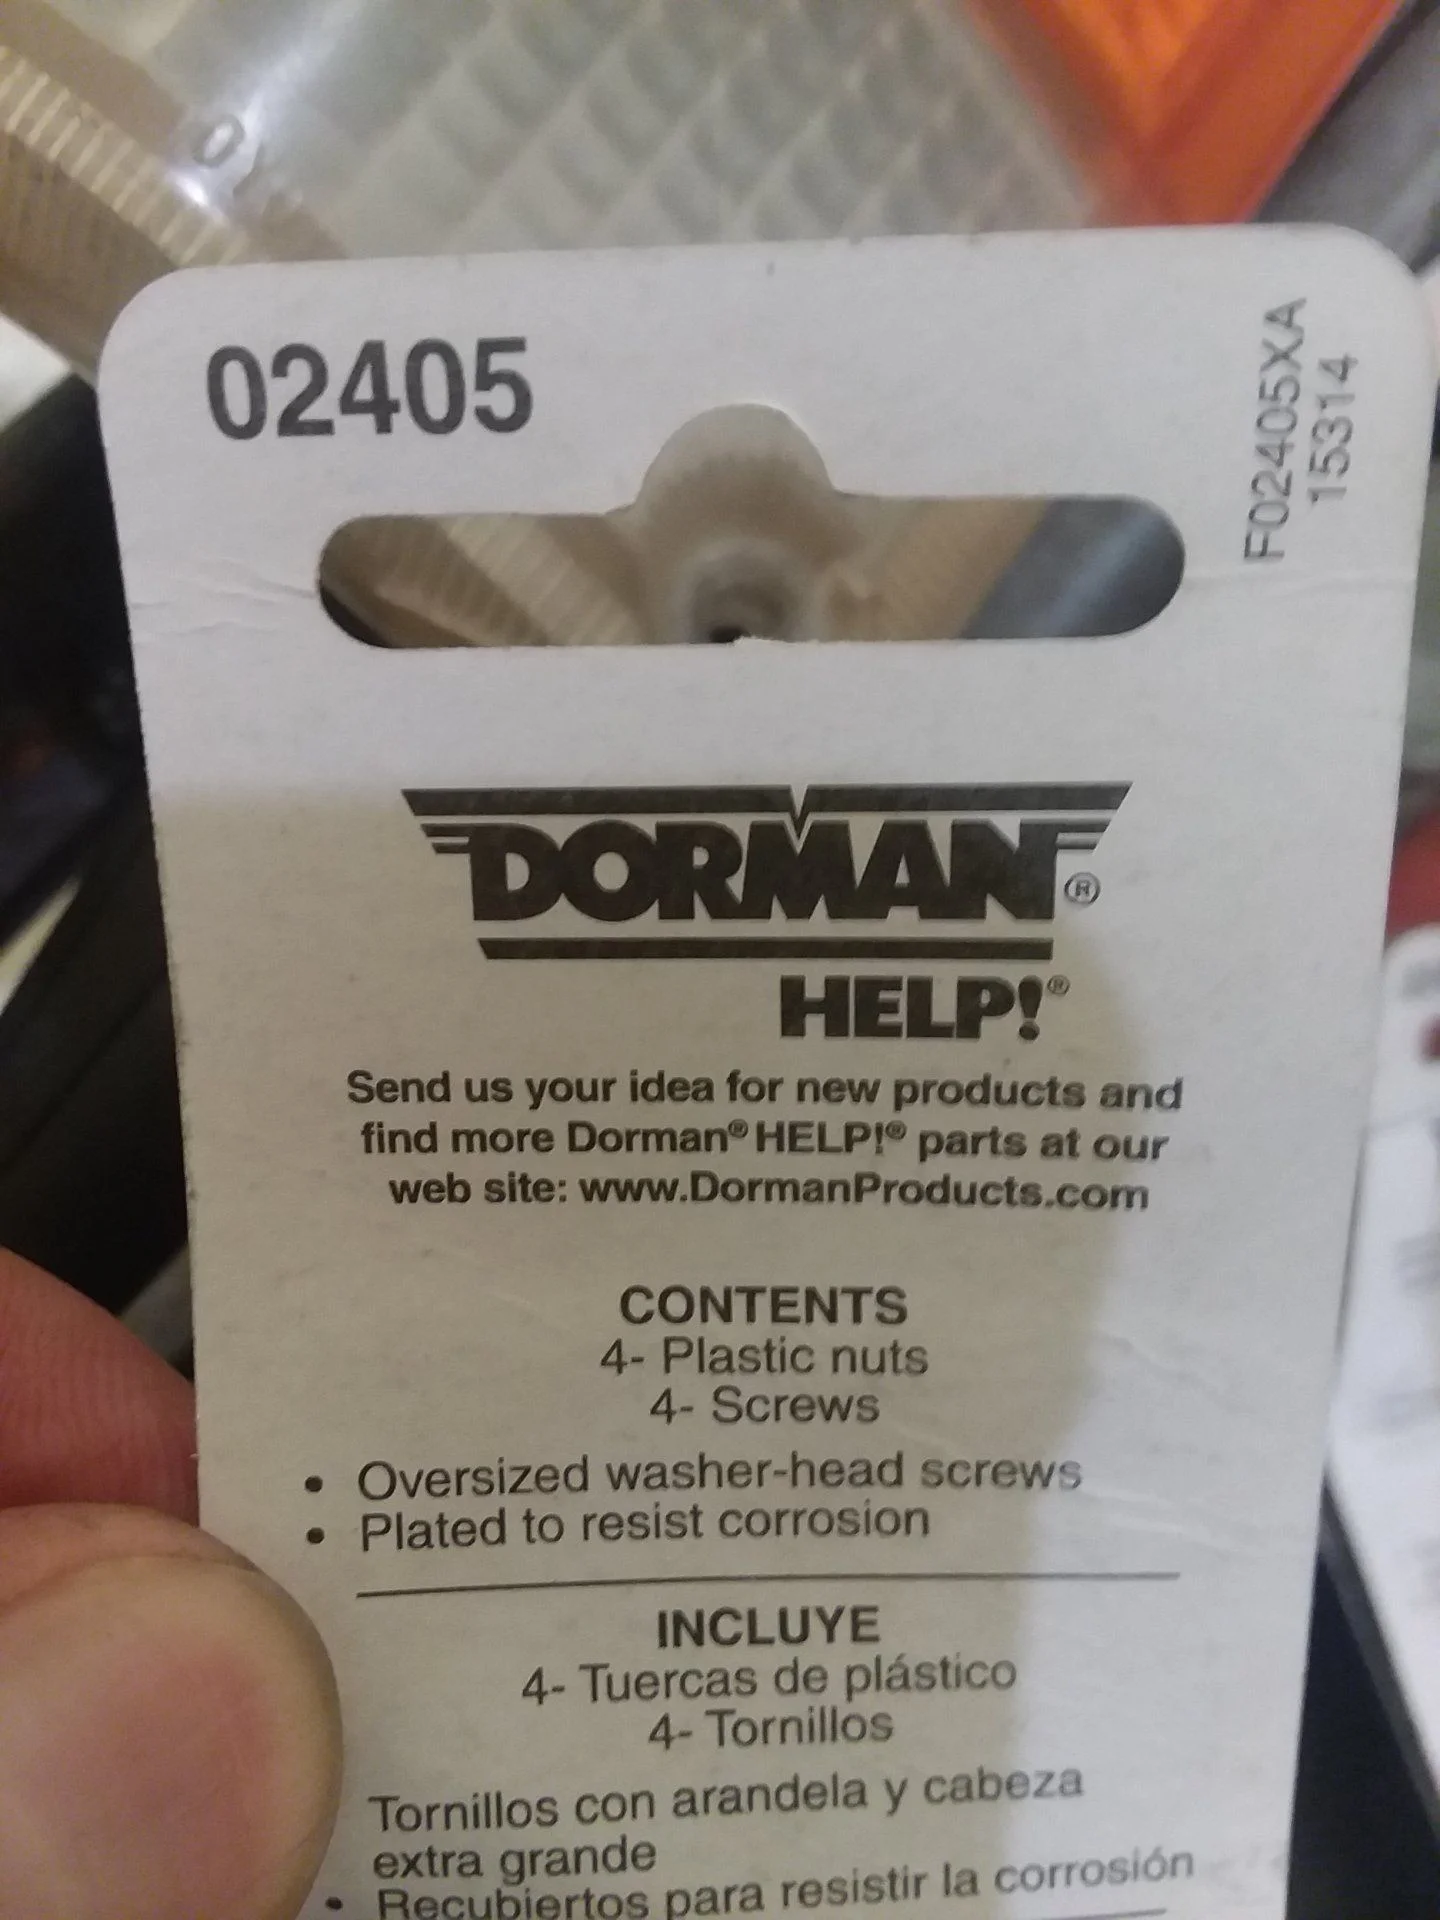 02405
F02405XA
15314
DORMAN®
HELP!®
Send us your idea for new products and
find more Dorman® HELP!® parts at our
web site: www.DormanProducts.com
CONTENTS
4- Plastic nuts
4- Screws
• Oversized washer-head screws
• Plated to resist corrosion
INCLUYE
4- Tuercas de plástico
4- Tornillos
Tornillos con arandela y cabeza
extra grande
• Recubiertos para resistir la corrosión